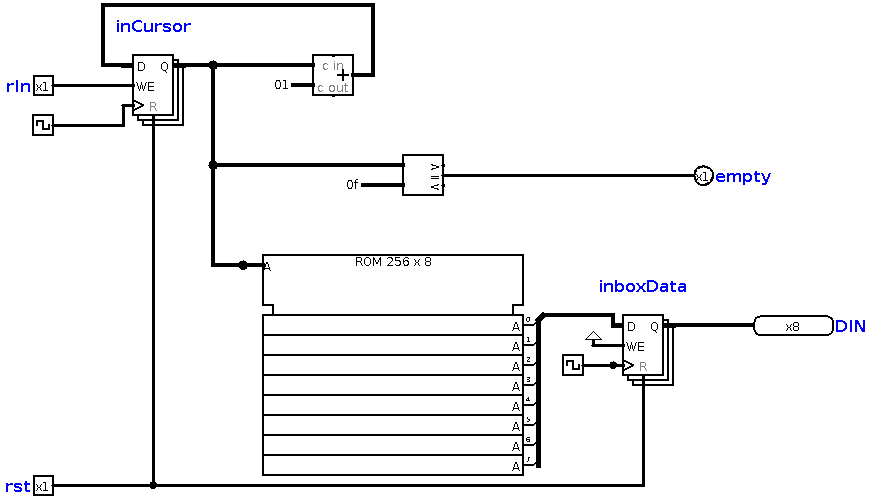 inCursor
D Q
c in
rIn x1
WE
+
01
c out
R
>
=
<
0f
x1 empty
A
ROM 256 x 8
inboxData
A 0
D Q
x8 DIN
A 1
WE
A 2
R
A 3
A 4
A 5
A 6
A 7
rst x1